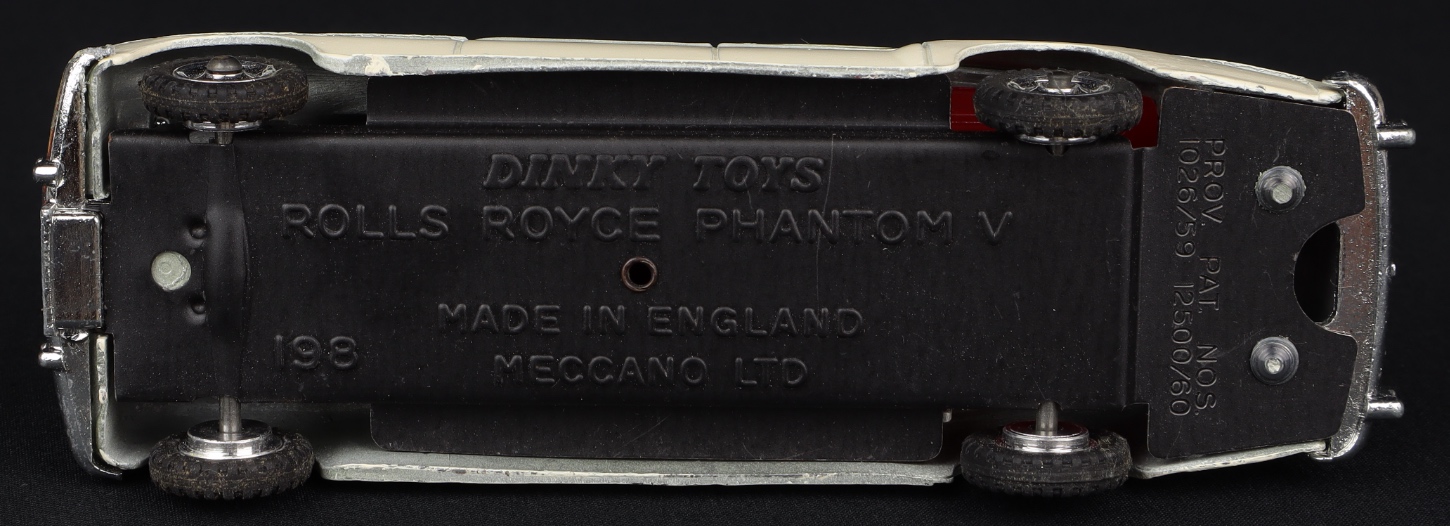 DINKY TOYS
ROLLS ROYCE PHANTOM V
MADE IN ENGLAND
198
MECCANO LTD
PROV. PAT. NOS.
1026/59 12500/60